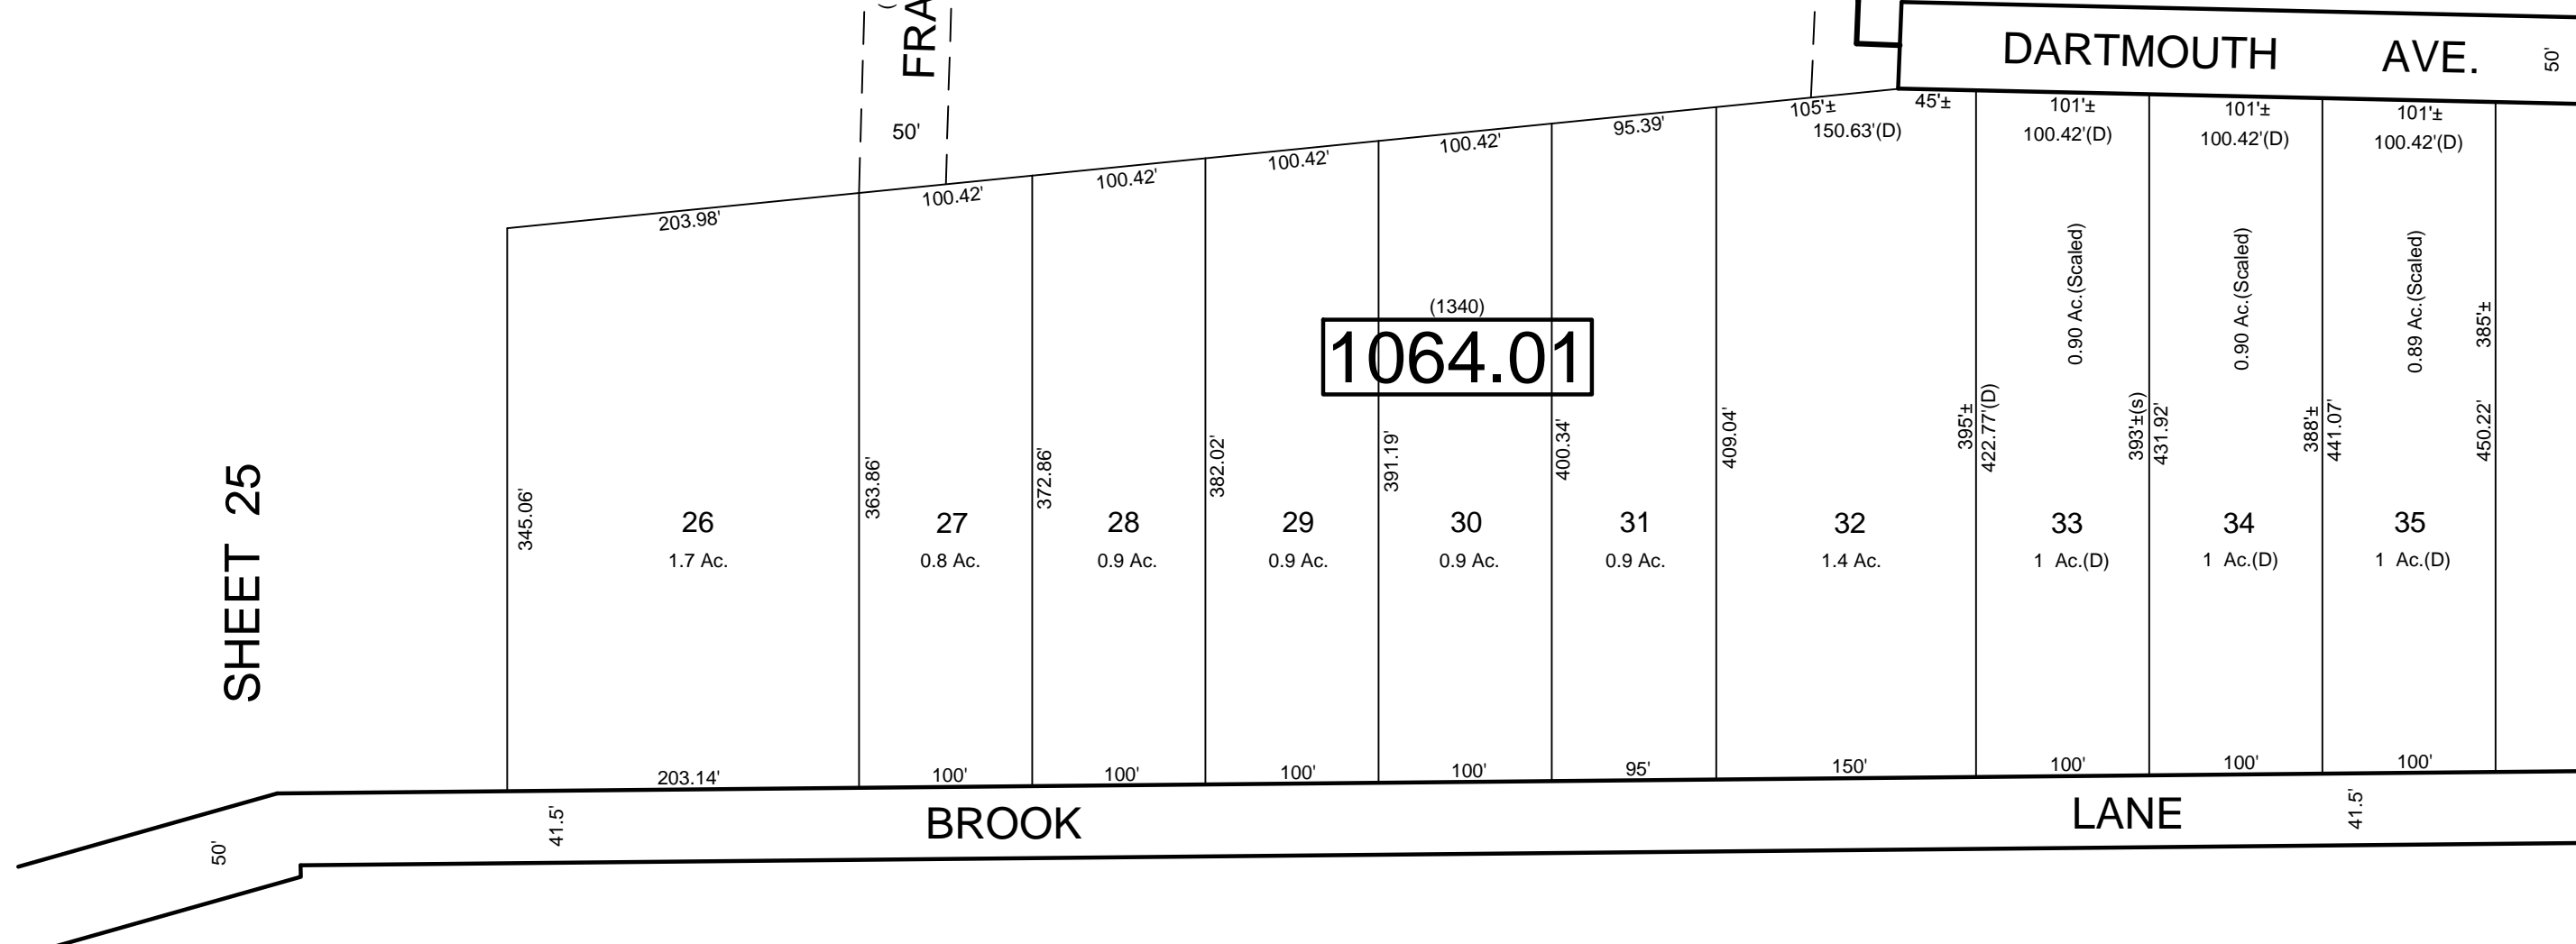 FRA
50'
DARTMOUTH AVE.
50'
203.98'
100.42'
100.42'
100.42'
100.42'
95.39'
105'±
45'±
150.63'(D)
101'±
100.42'(D)
101'±
100.42'(D)
101'±
100.42'(D)
0.90 Ac.(Scaled)
0.90 Ac.(Scaled)
0.89 Ac.(Scaled)
385'±
(1340)
1064.01
SHEET 25
345.06'
363.86'
372.86'
382.02'
391.19'
400.34'
409.04'
395'±
422.77'(D)
393'±(s)
431.92'
388'±
441.07'
450.22'
26
1.7 Ac.
27
0.8 Ac.
28
0.9 Ac.
29
0.9 Ac.
30
0.9 Ac.
31
0.9 Ac.
32
1.4 Ac.
33
1 Ac.(D)
34
1 Ac.(D)
35
1 Ac.(D)
203.14'
100'
100'
100'
100'
95'
150'
100'
100'
100'
50'
41.5'
BROOK LANE
41.5'